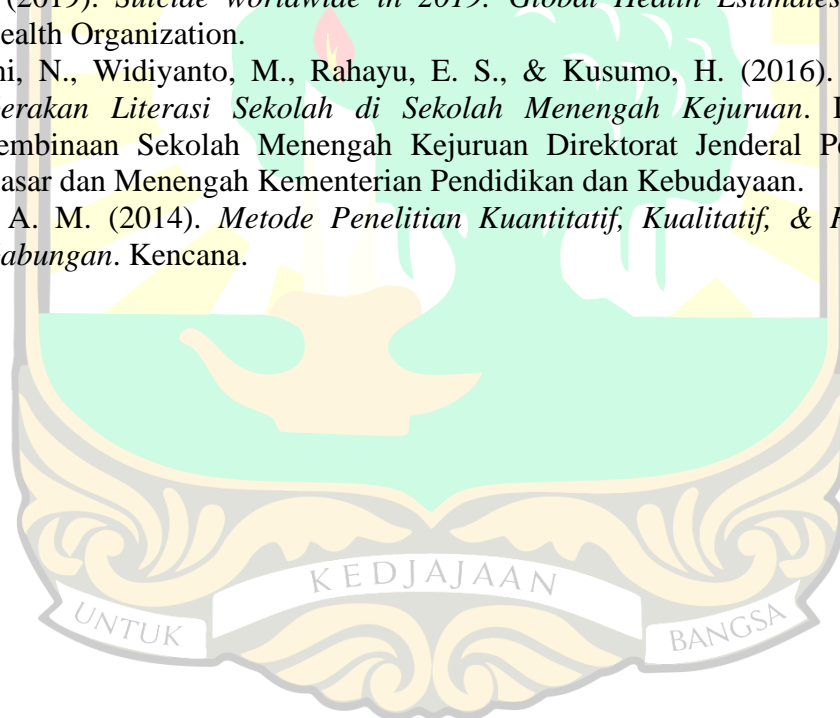 (2019). Suicide worldwide in 2019: Global Health Estimates
ealth Organization.
ni, N., Widiyanto, M., Rahayu, E. S., & Kusumo, H. (2016).
erakan Literasi Sekolah di Sekolah Menengah Kejuruan.
embinaan Sekolah Menengah Kejuruan Direktorat Jenderal Pe
asar dan Menengah Kementerian Pendidikan dan Kebudayaan.
A. M. (2014). Metode Penelitian Kuantitatif, Kualitatif, &
abungan. Kencana.
KEDJAJAAN
UNTUK
BANGSA